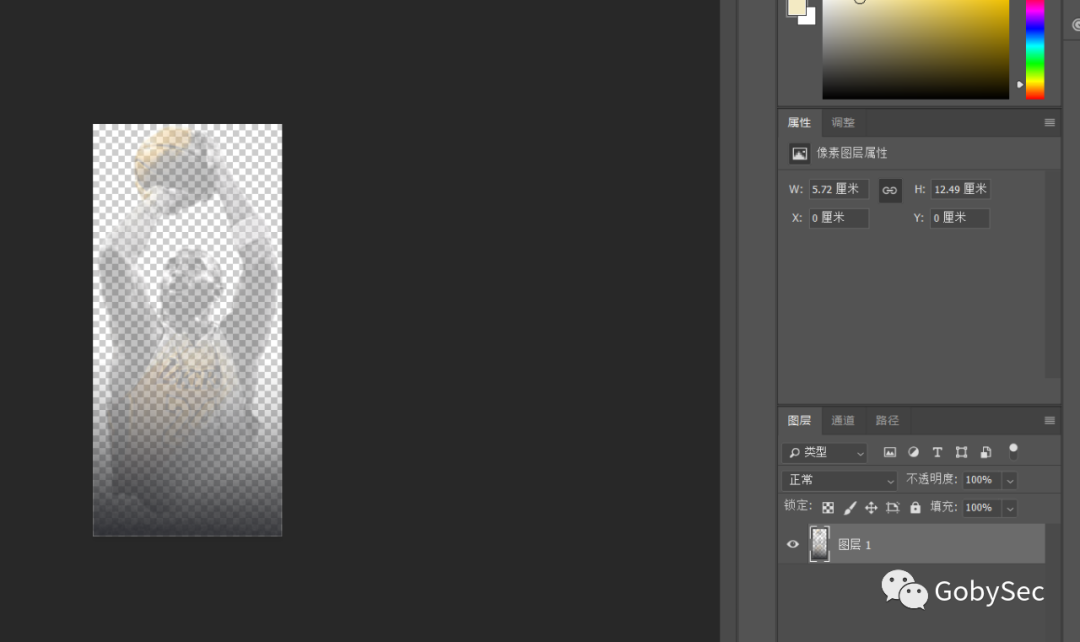 属性 调整
像素图层属性
W: 5.72 厘米 H: 12.49 厘米
X: 0 厘米 Y: 0 厘米
图层 通道 路径
类型
正常 不透明度: 100%
锁定: 填充: 100%
图层 1
GobySec